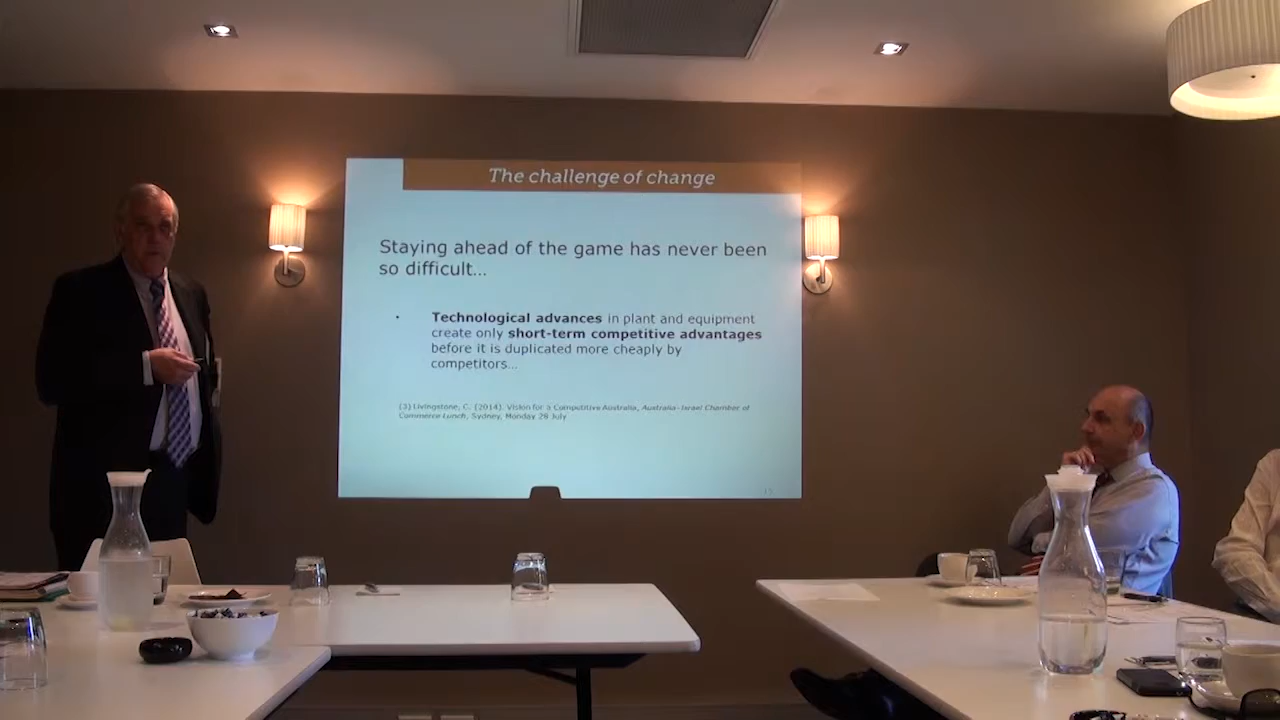 The challenge of change
Staying ahead of the game has never been
so difficult...
• Technological advances in plant and equipment
create only short-term competitive advantages
before it is duplicated more cheaply by
competitors...
(3) Livingstone, C. (2014). Vision for a Competitive Australia, Australia-Israel Chamber of
Commerce Lunch, Sydney, Monday 28 July
15